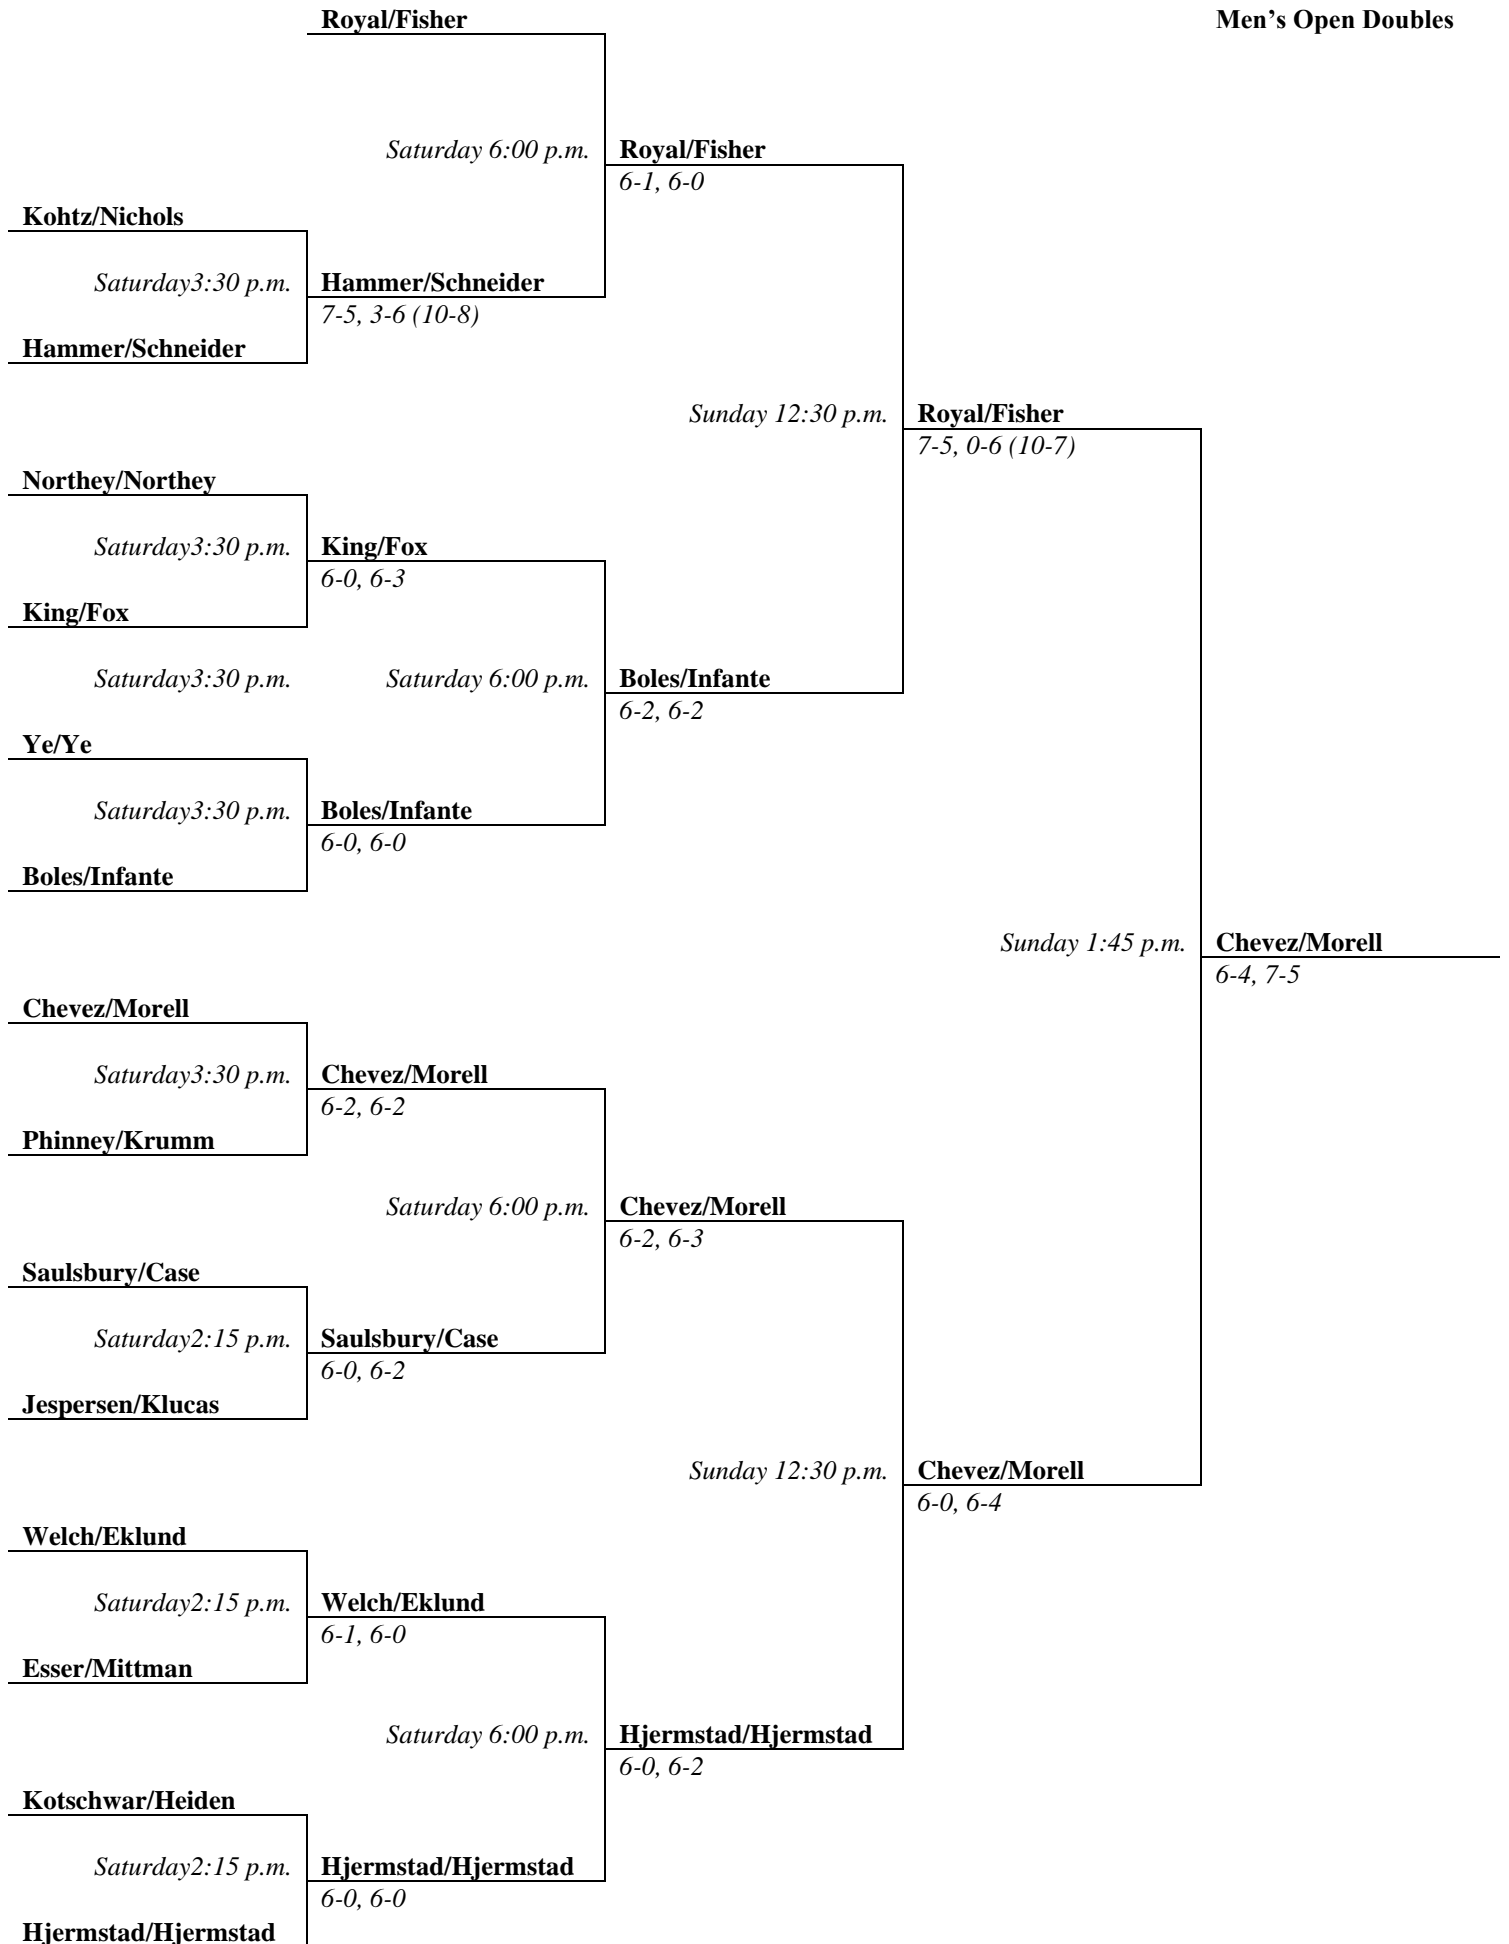 Royal/Fisher
Men’s Open Doubles
Saturday 6:00 p.m.
Royal/Fisher
6-1, 6-0
Kohtz/Nichols
Saturday3:30 p.m.
Hammer/Schneider
7-5, 3-6 (10-8)
Hammer/Schneider
Sunday 12:30 p.m.
Royal/Fisher
7-5, 0-6 (10-7)
Northey/Northey
Saturday3:30 p.m.
King/Fox
6-0, 6-3
King/Fox
Saturday3:30 p.m.
Saturday 6:00 p.m.
Boles/Infante
6-2, 6-2
Ye/Ye
Saturday3:30 p.m.
Boles/Infante
6-0, 6-0
Boles/Infante
Sunday 1:45 p.m.
Chevez/Morell
6-4, 7-5
Chevez/Morell
Saturday3:30 p.m.
Chevez/Morell
6-2, 6-2
Phinney/Krumm
Saturday 6:00 p.m.
Chevez/Morell
6-2, 6-3
Saulsbury/Case
Saturday2:15 p.m.
Saulsbury/Case
6-0, 6-2
Jespersen/Klucas
Sunday 12:30 p.m.
Chevez/Morell
6-0, 6-4
Welch/Eklund
Saturday2:15 p.m.
Welch/Eklund
6-1, 6-0
Esser/Mittman
Saturday 6:00 p.m.
Hjermstad/Hjermstad
6-0, 6-2
Kotschwar/Heiden
Saturday2:15 p.m.
Hjermstad/Hjermstad
6-0, 6-0
Hjermstad/Hjermstad